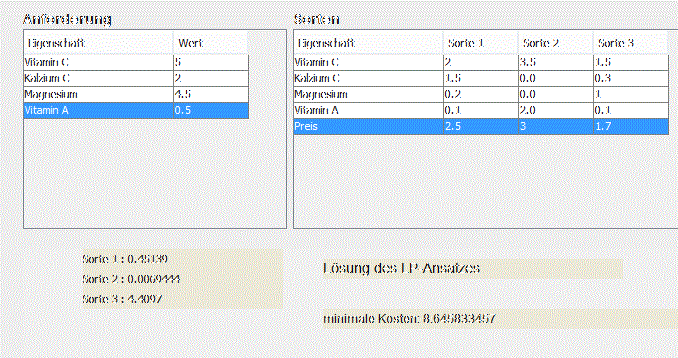 Anforderung
Sorten
Eigenschaft Wert
Vitamin C 5
Kalzium C 2
Magnesium 4.5
Vitamin A 0.5
Eigenschaft Sorte 1 Sorte 2 Sorte 3
Vitamin C 2 3.5 1.5
Kalzium C 1.5 0.0 0.3
Magnesium 0.2 0.0 1
Vitamin A 0.1 2.0 0.1
Preis 2.5 3 1.7
Sorte 1 : 0.45139
Sorte 2 : 0.0069444
Sorte 3 : 4.4097
Lösung des LP-Ansatzes
minimale Kosten: 8.645833457